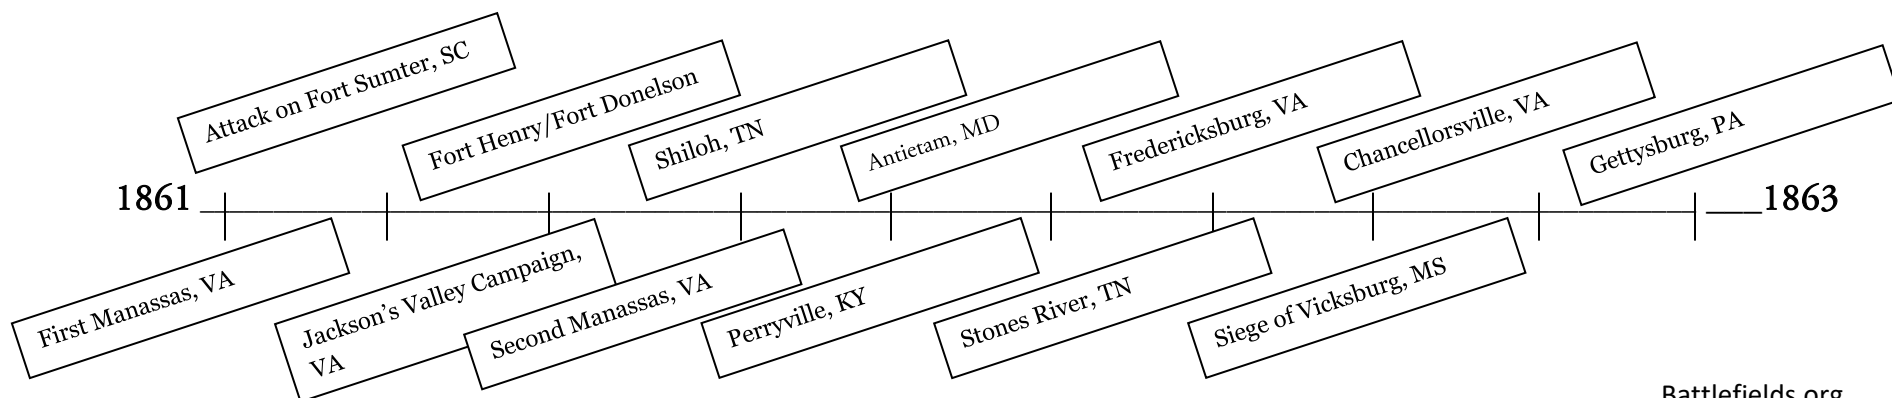 Attack on Fort Sumter, SC
Fort Henry/Fort Donelson
Shiloh, TN
Antietam, MD
Fredericksburg, VA
Chancellorsville, VA
Gettysburg, PA
1861
1863
First Manassas, VA
Jackson’s Valley Campaign,
VA
Second Manassas, VA
Perryville, KY
Stones River, TN
Siege of Vicksburg, MS
Battlefields.org